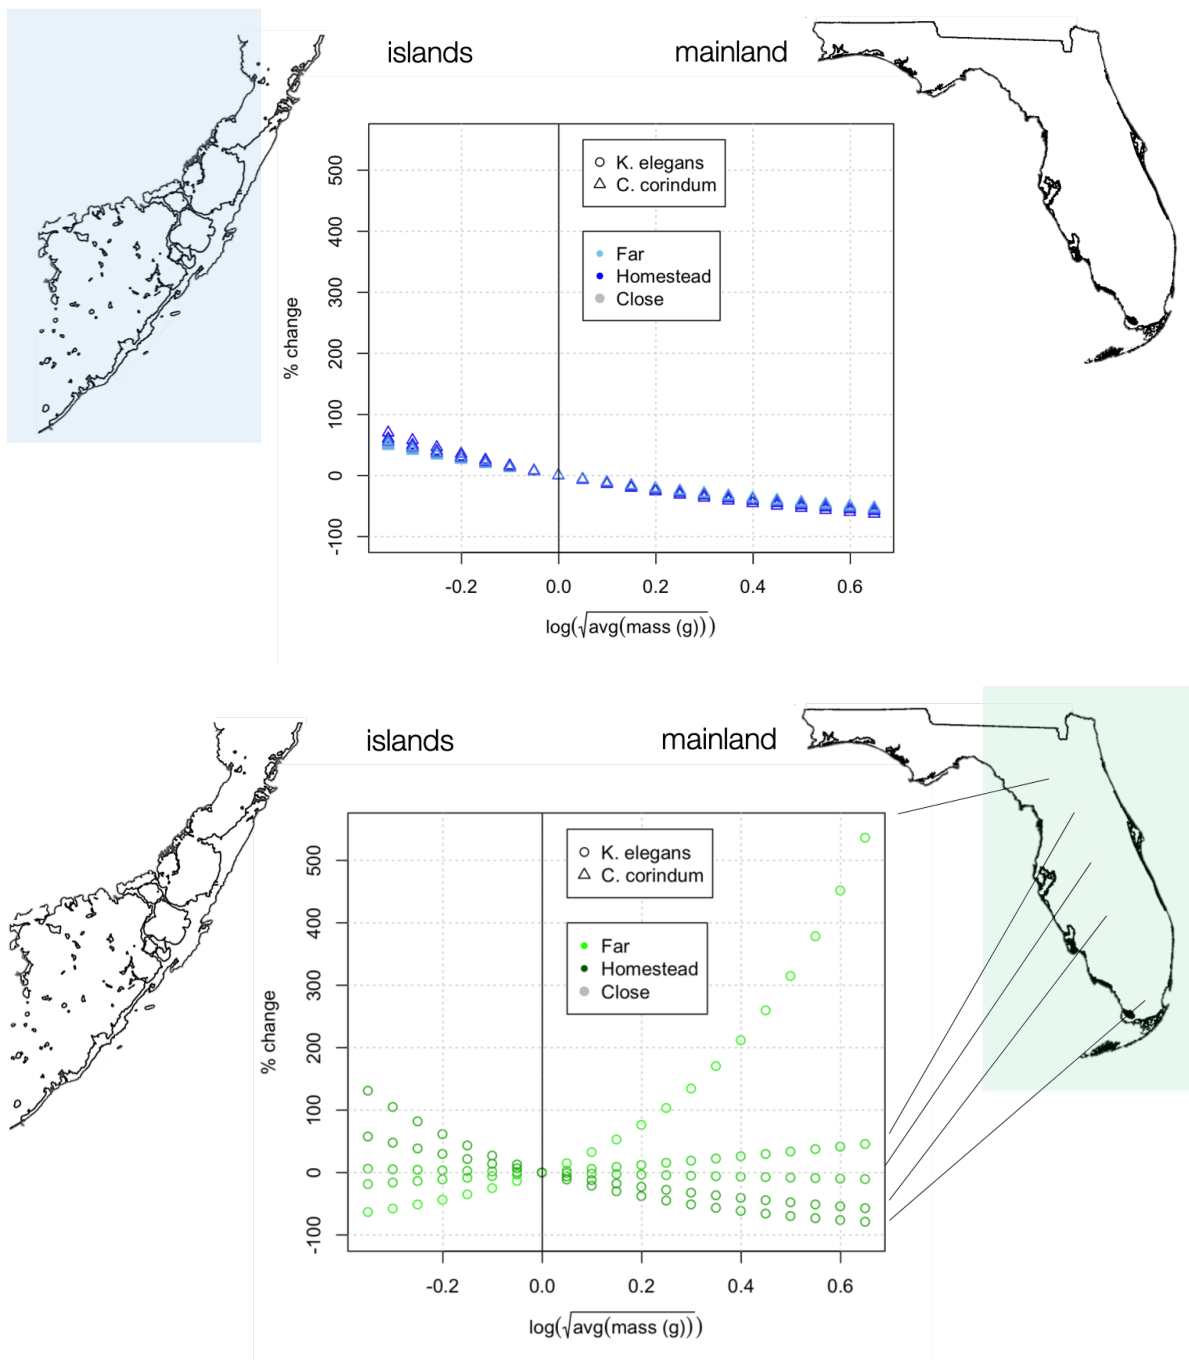 islands mainland
K. elegans
C. corindum
Far
Homestead
Close
500
400
300
200
100
0
-100
% change
-0.2 0.0 0.2 0.4 0.6
log(√avg(mass (g)))
islands mainland
K. elegans
C. corindum
Far
Homestead
Close
500
400
300
200
100
0
-100
% change
-0.2 0.0 0.2 0.4 0.6
log(√avg(mass (g)))